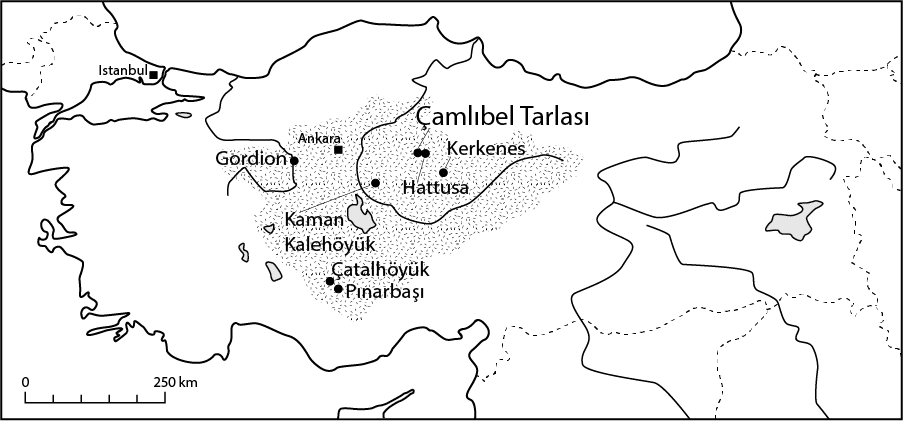 Istanbul
Çamlıbel Tarlası
Ankara
Kerkenes
Gordion
Hattusa
Kaman
Kalehöyük
Çatalhöyük
Pınarbaşı
0 250 km